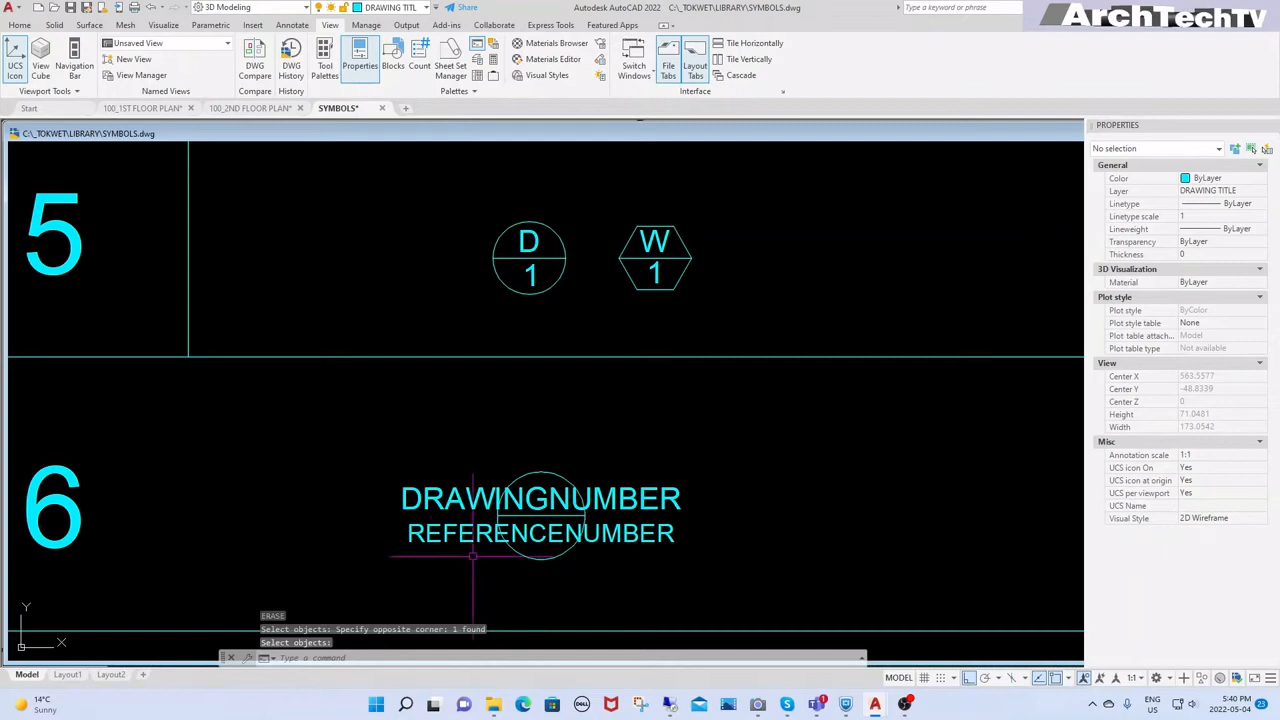 3D Modeling
DRAWING TITL
Share
Autodesk AutoCAD 2022
C:\_TOKWET\LIBRARY\SYMBOLS.dwg
Type a keyword or phrase
ArchTechTv
Home
Solid
Surface
Mesh
Visualize
Parametric
Insert
Annotate
View
Manage
Output
Add-ins
Collaborate
Express Tools
Featured Apps
UCS
Icon
View
Cube
Navigation
Bar
Viewport Tools
Unsaved View
New View
View Manager
Named Views
DWG
Compare
Compare
DWG
History
History
Tool
Palettes
Properties
Blocks
Count
Sheet Set
Manager
Materials Browser
Materials Editor
Visual Styles
Palettes
Switch
Windows
File
Tabs
Layout
Tabs
Tile Horizontally
Tile Vertically
Cascade
Interface
Start
100_1ST FLOOR PLAN*
100_2ND FLOOR PLAN*
SYMBOLS*
C:\_TOKWET\LIBRARY\SYMBOLS.dwg
5
D
1
W
1
6
DRAWINGNUMBER
REFERENCENUMBER
Y
X
ERASE
Select objects: Specify opposite corner: 1 found
Select objects:
Type a command
PROPERTIES
No selection
General
Color ByLayer
Layer DRAWING TITLE
Linetype ByLayer
Linetype scale 1
Lineweight ByLayer
Transparency ByLayer
Thickness 0
3D Visualization
Material ByLayer
Plot style
Plot style ByColor
Plot style table None
Plot table attach... Model
Plot table type Not available
View
Center X 563.5577
Center Y -48.8339
Center Z 0
Height 71.0481
Width 173.0542
Misc
Annotation scale 1:1
UCS icon On Yes
UCS icon at origin Yes
UCS per viewport Yes
UCS Name
Visual Style 2D Wireframe
Model
Layout1
Layout2
MODEL
1:1
14°C
Sunny
ENG
US
5:40 PM
2022-05-04
23